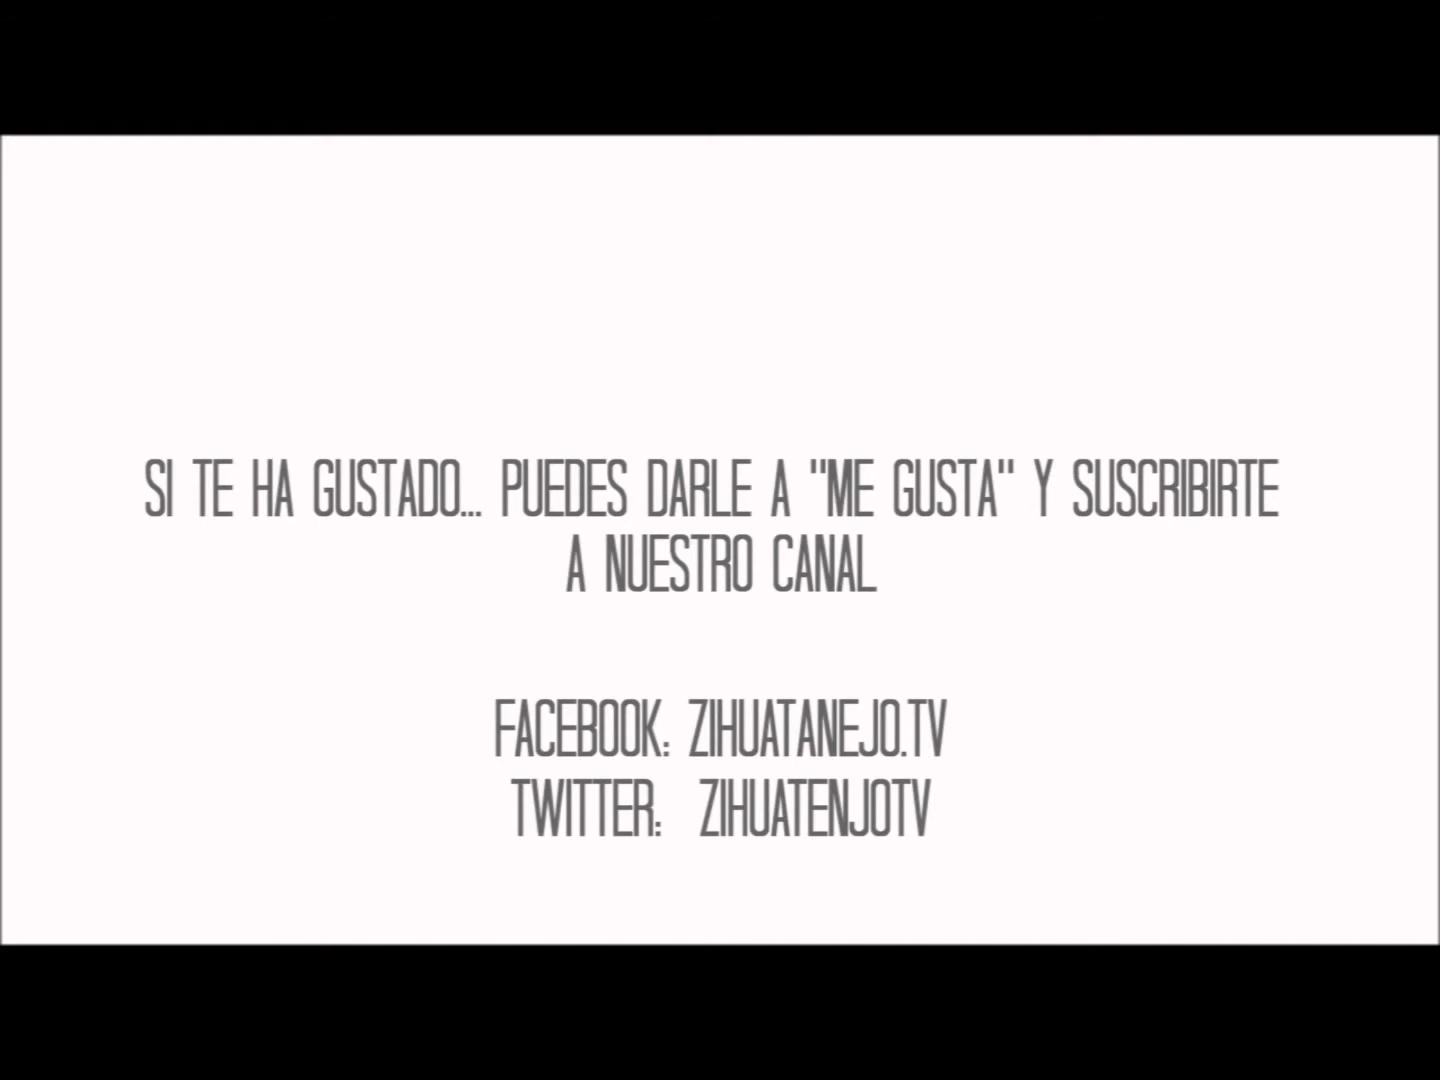 SI TE HA GUSTADO... PUEDES DARLE A "ME GUSTA" Y SUSCRIBIRTE
A NUESTRO CANAL
FACEBOOK: ZIHUATANEJO.TV
TWITTER: ZIHUATENJOTV